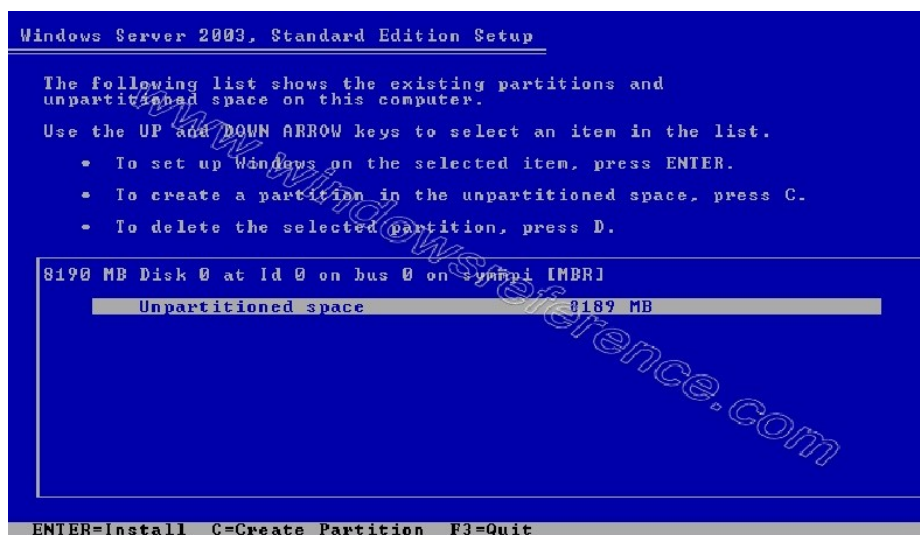 Windows Server 2003, Standard Edition Setup
The following list shows the existing partitions and
unpartitioned space on this computer.
Use the UP and DOWN ARROW keys to select an item in the list.
• To set up Windows on the selected item, press ENTER.
• To create a partition in the unpartitioned space, press C.
• To delete the selected partition, press D.
8190 MB Disk 0 at Id 0 on bus 0 on symmpi [MBR]
Unpartitioned space 8189 MB
ENTER=Install C=Create Partition F3=Quit
www.windowsreference.com